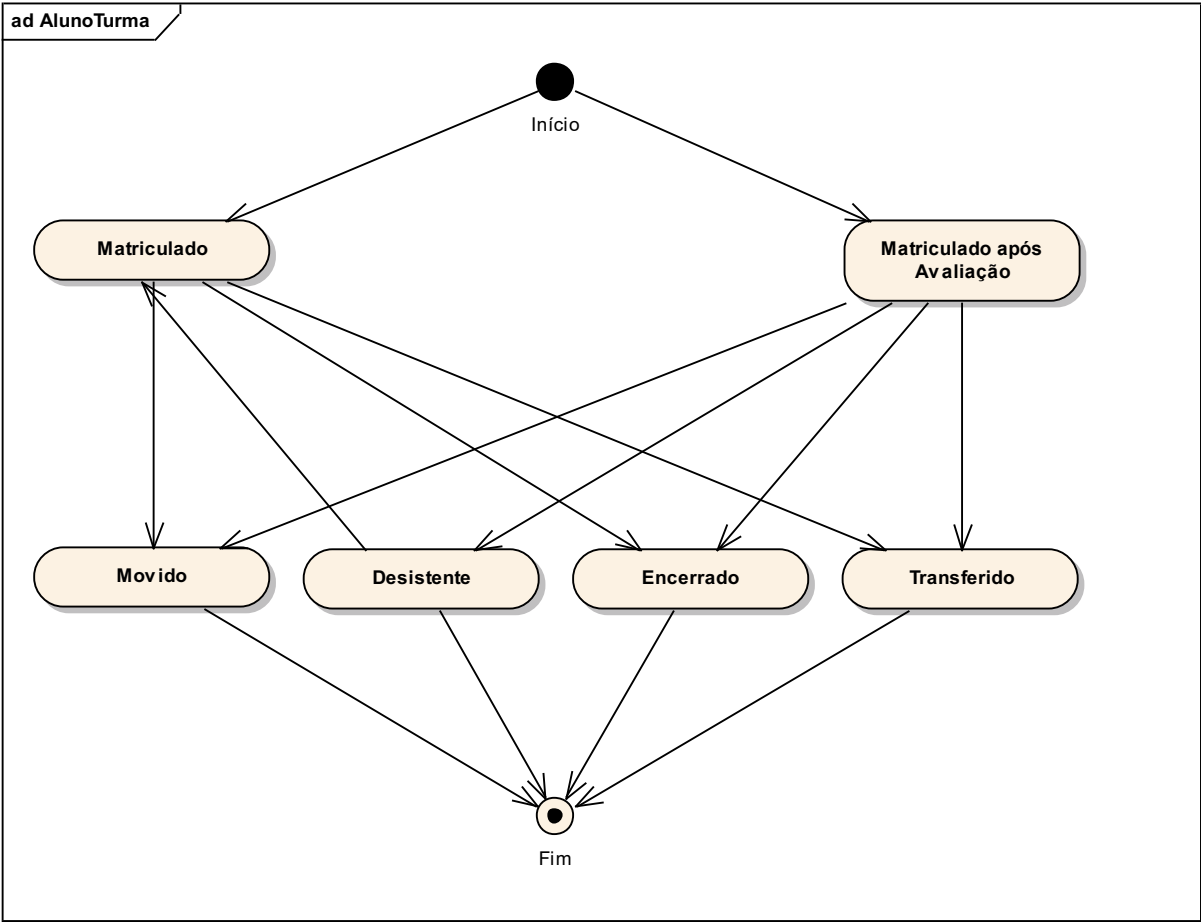 ad AlunoTurma
Início
Matriculado
Matriculado após
Avaliação
Movido
Desistente
Encerrado
Transferido
Fim